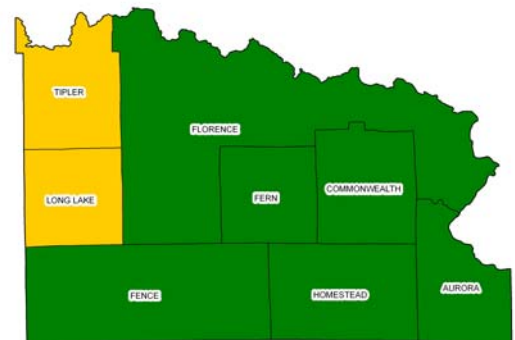 TIPLER
FLORENCE
LONG LAKE
FERN
COMMONWEALTH
FENCE
HOMESTEAD
AURORA